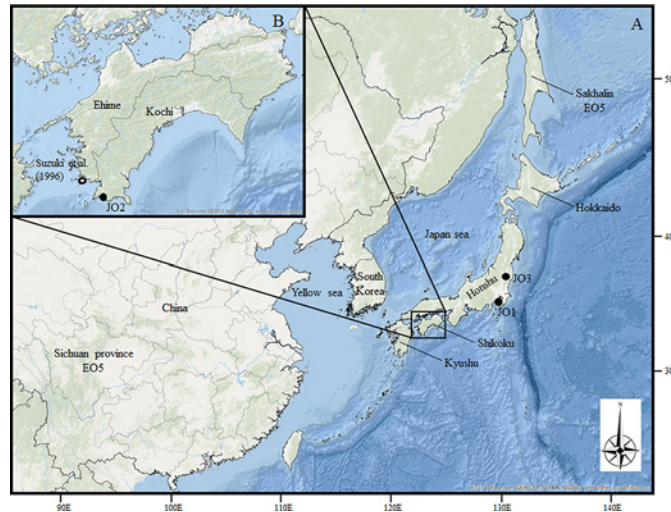 B
A
Ehime
Kochi
Suzuki et al.
(1996)
JO2
Sakhalin
EO5
Hokkaido
Japan sea
Honshu
JO3
JO1
South
Korea
Yellow sea
China
Shikoku
Kyushu
Sichuan province
EO5
N
50
40
30
90E
100E
110E
120E
130E
140E